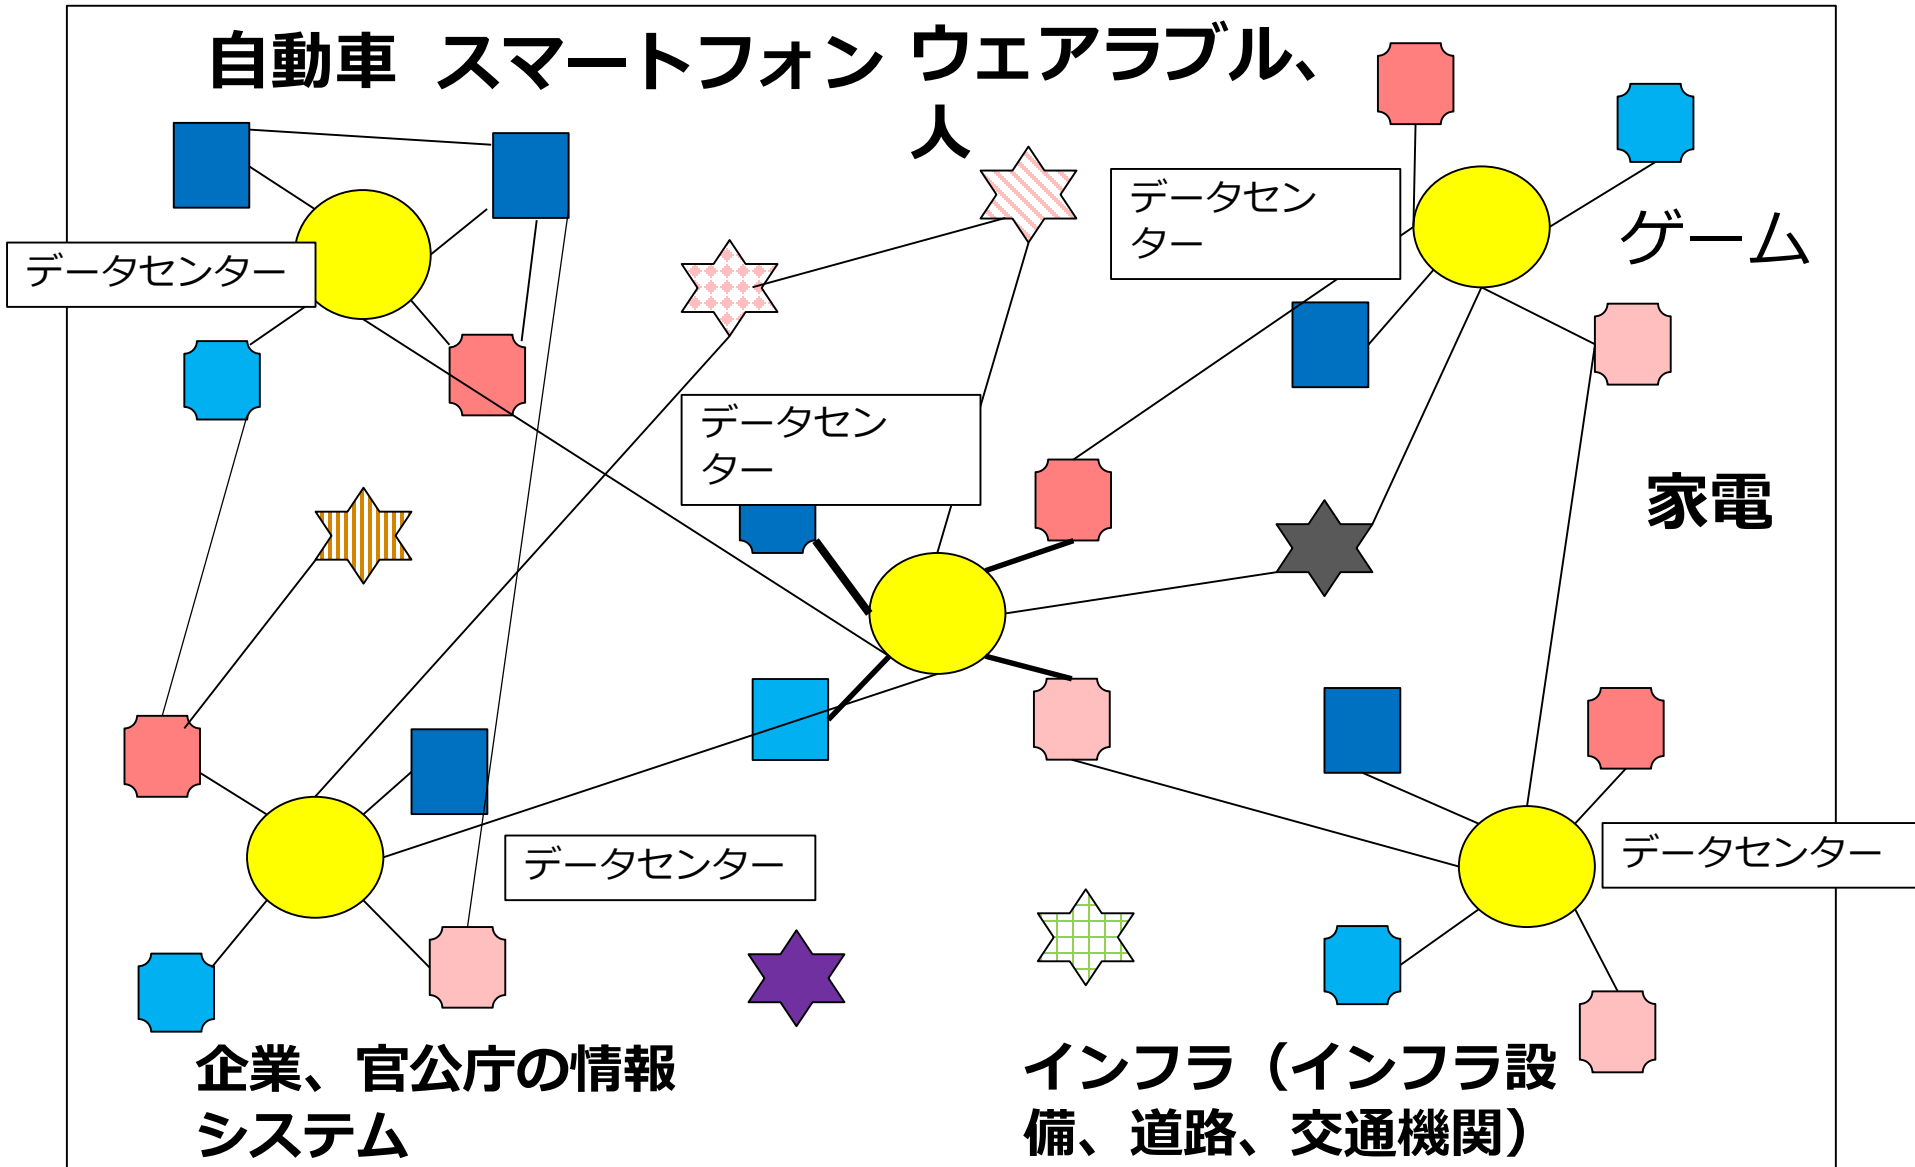 自動車 スマートフォン ウェアラブル、
人
データセン
ター
ゲーム
データセンター
データセン
ター
家電
データセンター
データセンター
企業、官公庁の情報
システム
インフラ（インフラ設
備、道路、交通機関）